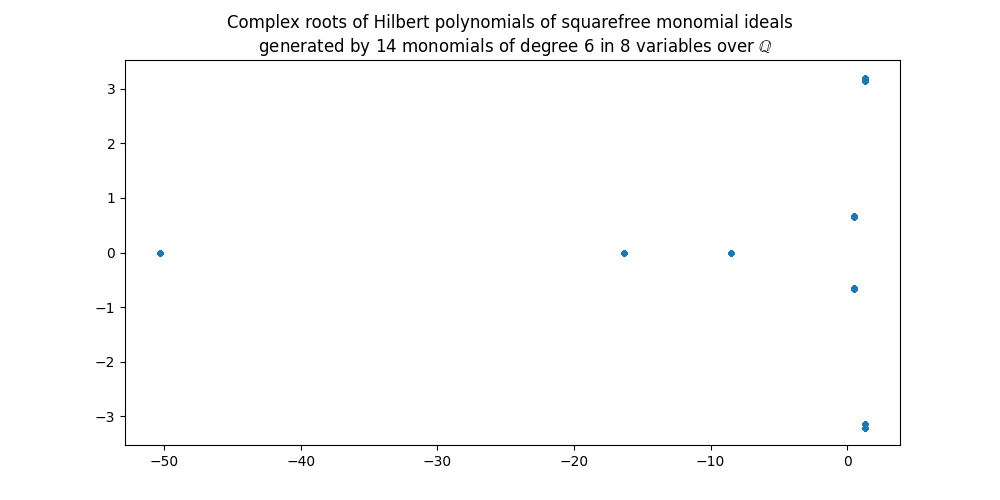 Complex roots of Hilbert polynomials of squarefree monomial ideals
generated by 14 monomials of degree 6 in 8 variables over ℚ
3
2
1
0
−1
−2
−3
−50 −40 −30 −20 −10 0